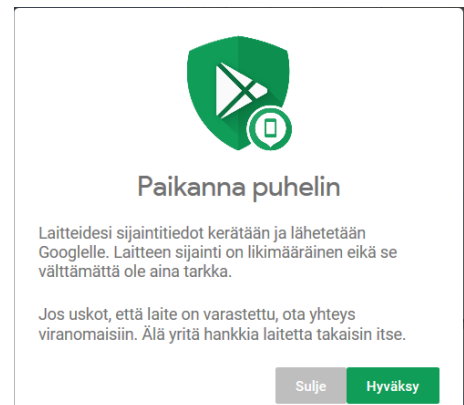 Paikanna puhelin
Laitteidesi sijaintitiedot kerätään ja lähetetään
Googlelle. Laitteen sijainti on likimääräinen eikä se
välttämättä ole aina tarkka.
Jos uskot, että laite on varastettu, ota yhteys
viranomaisiin. Älä yritä hankkia laitetta takaisin itse.
Sulje Hyväksy